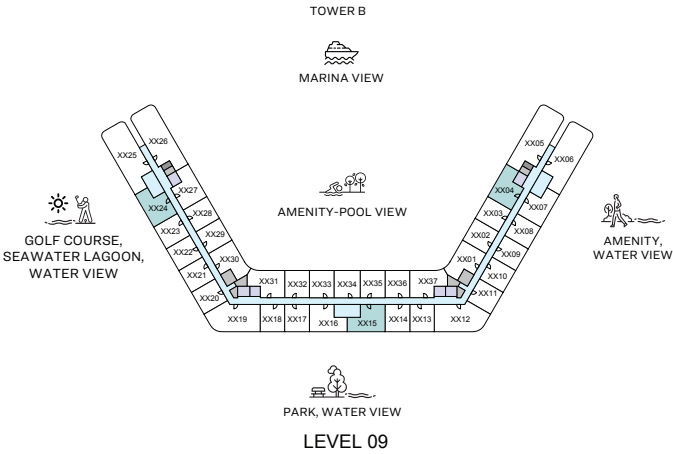 TOWER B
MARINA VIEW
XX26
XX05
XX25
XX06
XX27
XX04
XX24
XX07
AMENITY-POOL VIEW
XX28
XX03
XX23
XX08
XX29
XX02
GOLF COURSE,
SEAWATER LAGOON,
WATER VIEW
AMENITY,
WATER VIEW
XX22
XX09
XX30
XX01
XX21
XX10
XX31 XX32 XX33 XX34 XX35 XX36 XX37
XX20
XX11
XX19 XX18 XX17 XX16 XX15 XX14 XX13 XX12
PARK, WATER VIEW
LEVEL 09